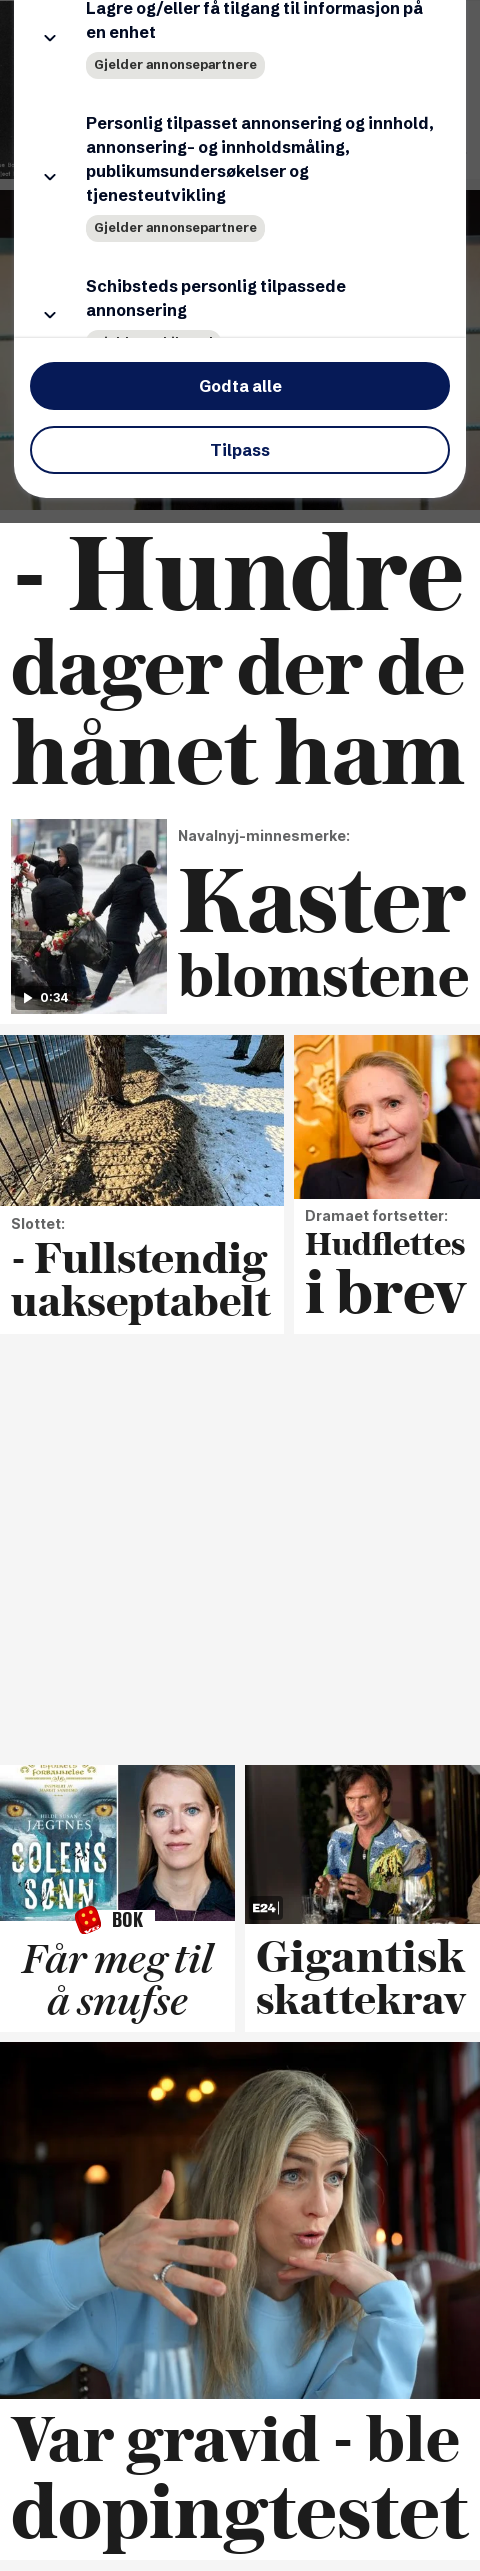 Lagre og/eller få tilgang til informasjon på
en enhet
Gjelder annonsepartnere
Personlig tilpasset annonsering og innhold,
annonsering- og innholdsmåling,
publikumsundersøkelser og
tjenesteutvikling
Gjelder annonsepartnere
Schibsteds personlig tilpassede
annonsering
Godta alle
Tilpass
- Hundre
dager der de
hånet ham
0:34
Navalnyj-minnesmerke:
Kaster
blomstene
Slottet:
- Fullstendig
uakseptabelt
Dramaet fortsetter:
Hudflettes
i brev
HELDE SUSAN
JÆGTNES
SOLENS
SØNN
BOK
Får meg til
å snufse
E24
Gigantisk
skattekrav
Var gravid - ble
dopingtestet